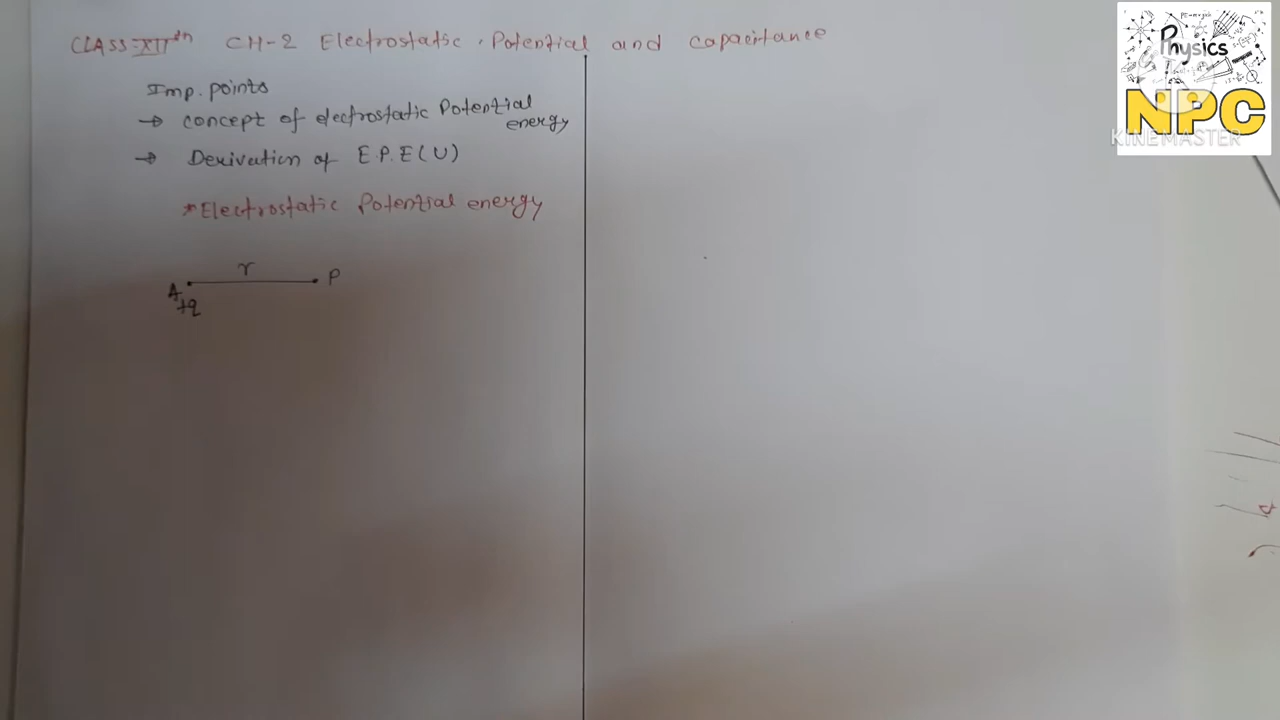 CLASS-XIIth CH-2 Electrostatic Potential and capacitance
Imp. points
→ concept of electrostatic Potential energy
→ Derivation of E.P.E(U)
*Electrostatic Potential energy
r
A P
+q
Physics
NPC
KINEMASTER